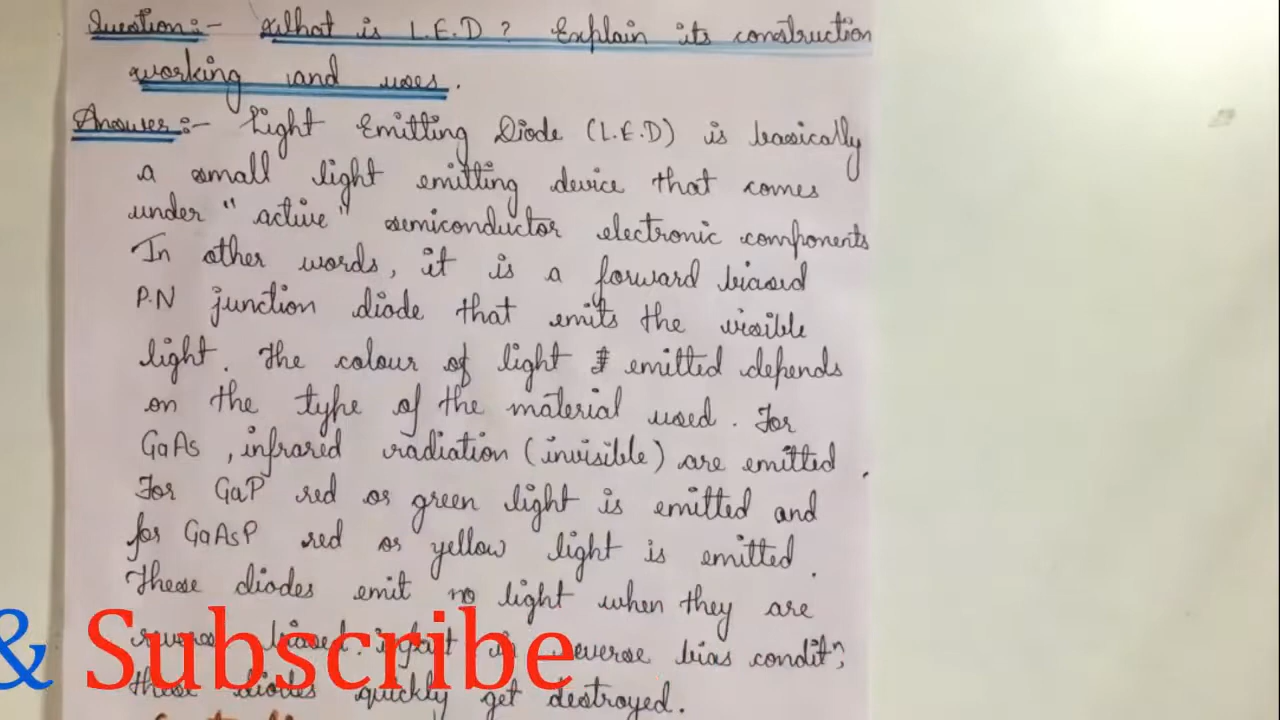 Question:- What is L.E.D? Explain its construction
working and uses.
Answer:- Light Emitting Diode (L.E.D) is basically
a small light emitting device that comes
under "active" semiconductor electronic components
In other words, it is a forward biased
P.N junction diode that emits the visible
light. The colour of light emitted depends
on the type of the material used. For
GaAs, infrared radiation (invisible) are emitted.
For GaP red or green light is emitted and
for GaAsP red or yellow light is emitted.
These diodes emit no light when they are
biased. reverse bias conditn,
these diodes quickly get destroyed.
& Subscribe